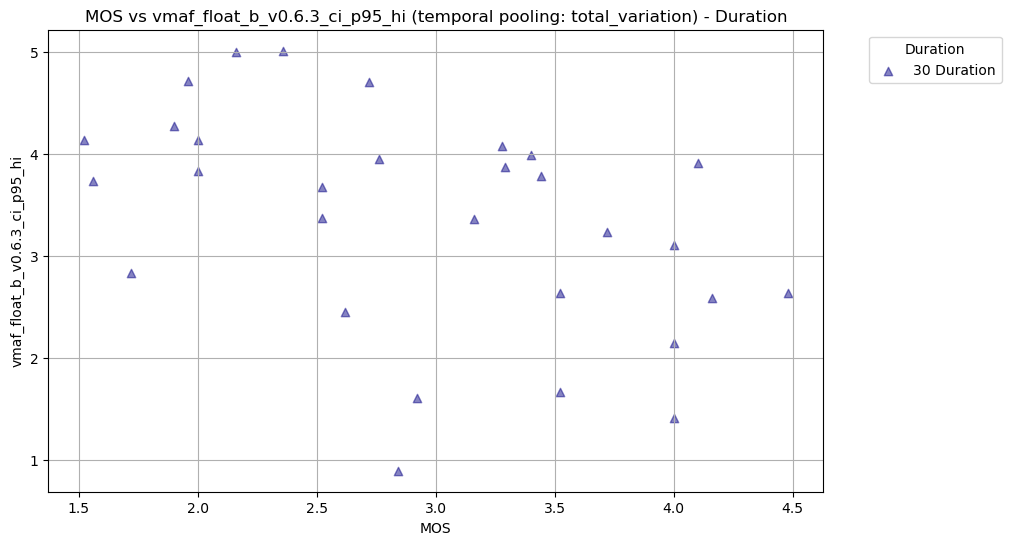 MOS vs vmaf_float_b_v0.6.3_ci_p95_hi (temporal pooling: total_variation) - Duration
Duration
30 Duration
vmaf_float_b_v0.6.3_ci_p95_hi
5
4
3
2
1
1.5 2.0 2.5 3.0 3.5 4.0 4.5
MOS